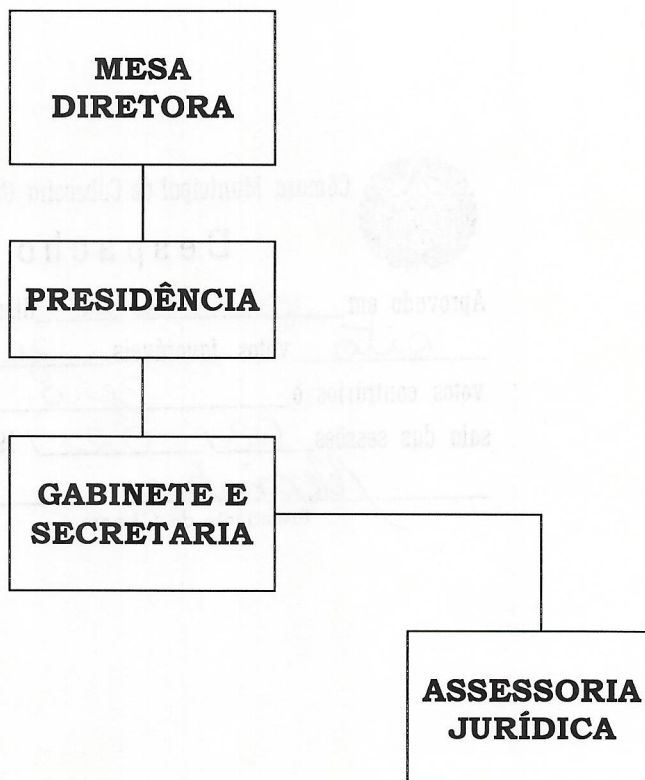 MESA
DIRETORA
PRESIDÊNCIA
GABINETE E
SECRETARIA
ASSESSORIA
JURÍDICA
Câmara Municipal de
Despacho
Aprovado em
votos favoráveis
votos contrários e
sala das sessões,